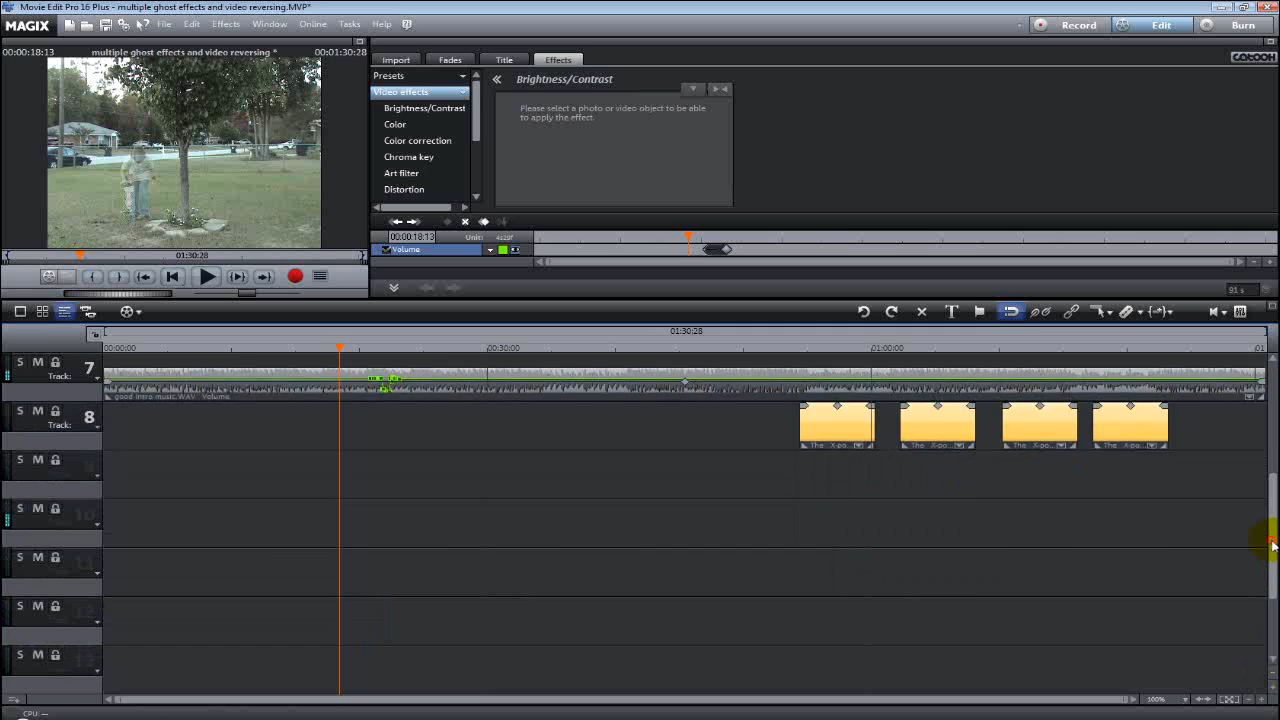 Movie Edit Pro 16 Plus - multiple ghost effects and video reversing.MVP*
MAGIX File Edit Effects Window Online Tasks Help Record Edit Burn
00:00:18:13 multiple ghost effects and video reversing * 00:01:30:28
Import Fades Title Effects
Presets
Video effects
Brightness/Contrast
Color
Color correction
Chroma key
Art filter
Distortion
Brightness/Contrast
Please select a photo or video object to be able
to apply the effect.
00:00:18:13 Unit:
Volume
01:30:28
91 s
01:30:28
00:00:00 00:30:00 01:00:00 01
S M 7
Track:
good intro music.WAV Volume
S M 8
Track:
The X-po... The X-po... The X-po... The X-po...
S M
S M 10
S M 11
S M 12
S M 13
100%
CPU: —